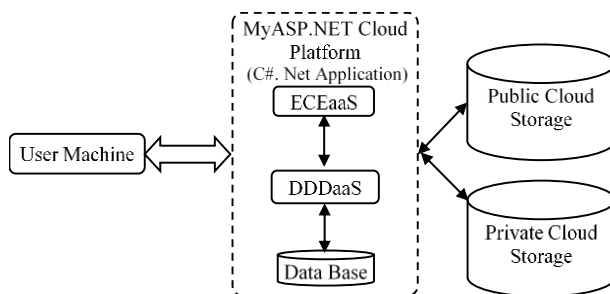 MyASP.NET Cloud
Platform
(C#. Net Application)
ECEaaS
User Machine
DDDaaS
Data Base
Public Cloud
Storage
Private Cloud
Storage